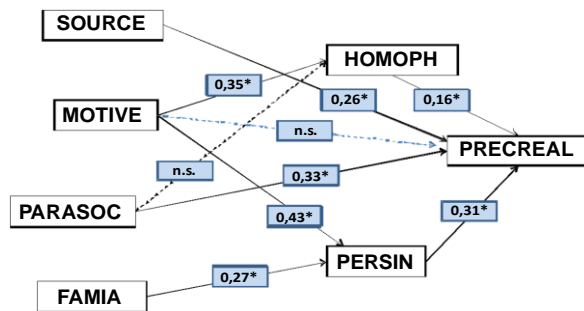 SOURCE
HOMOPH
0,35*
0,26*
0,16*
MOTIVE
n.s.
PRECREAL
n.s.
0,33*
PARASOC
0,43*
0,31*
PERSIN
0,27*
FAMIA